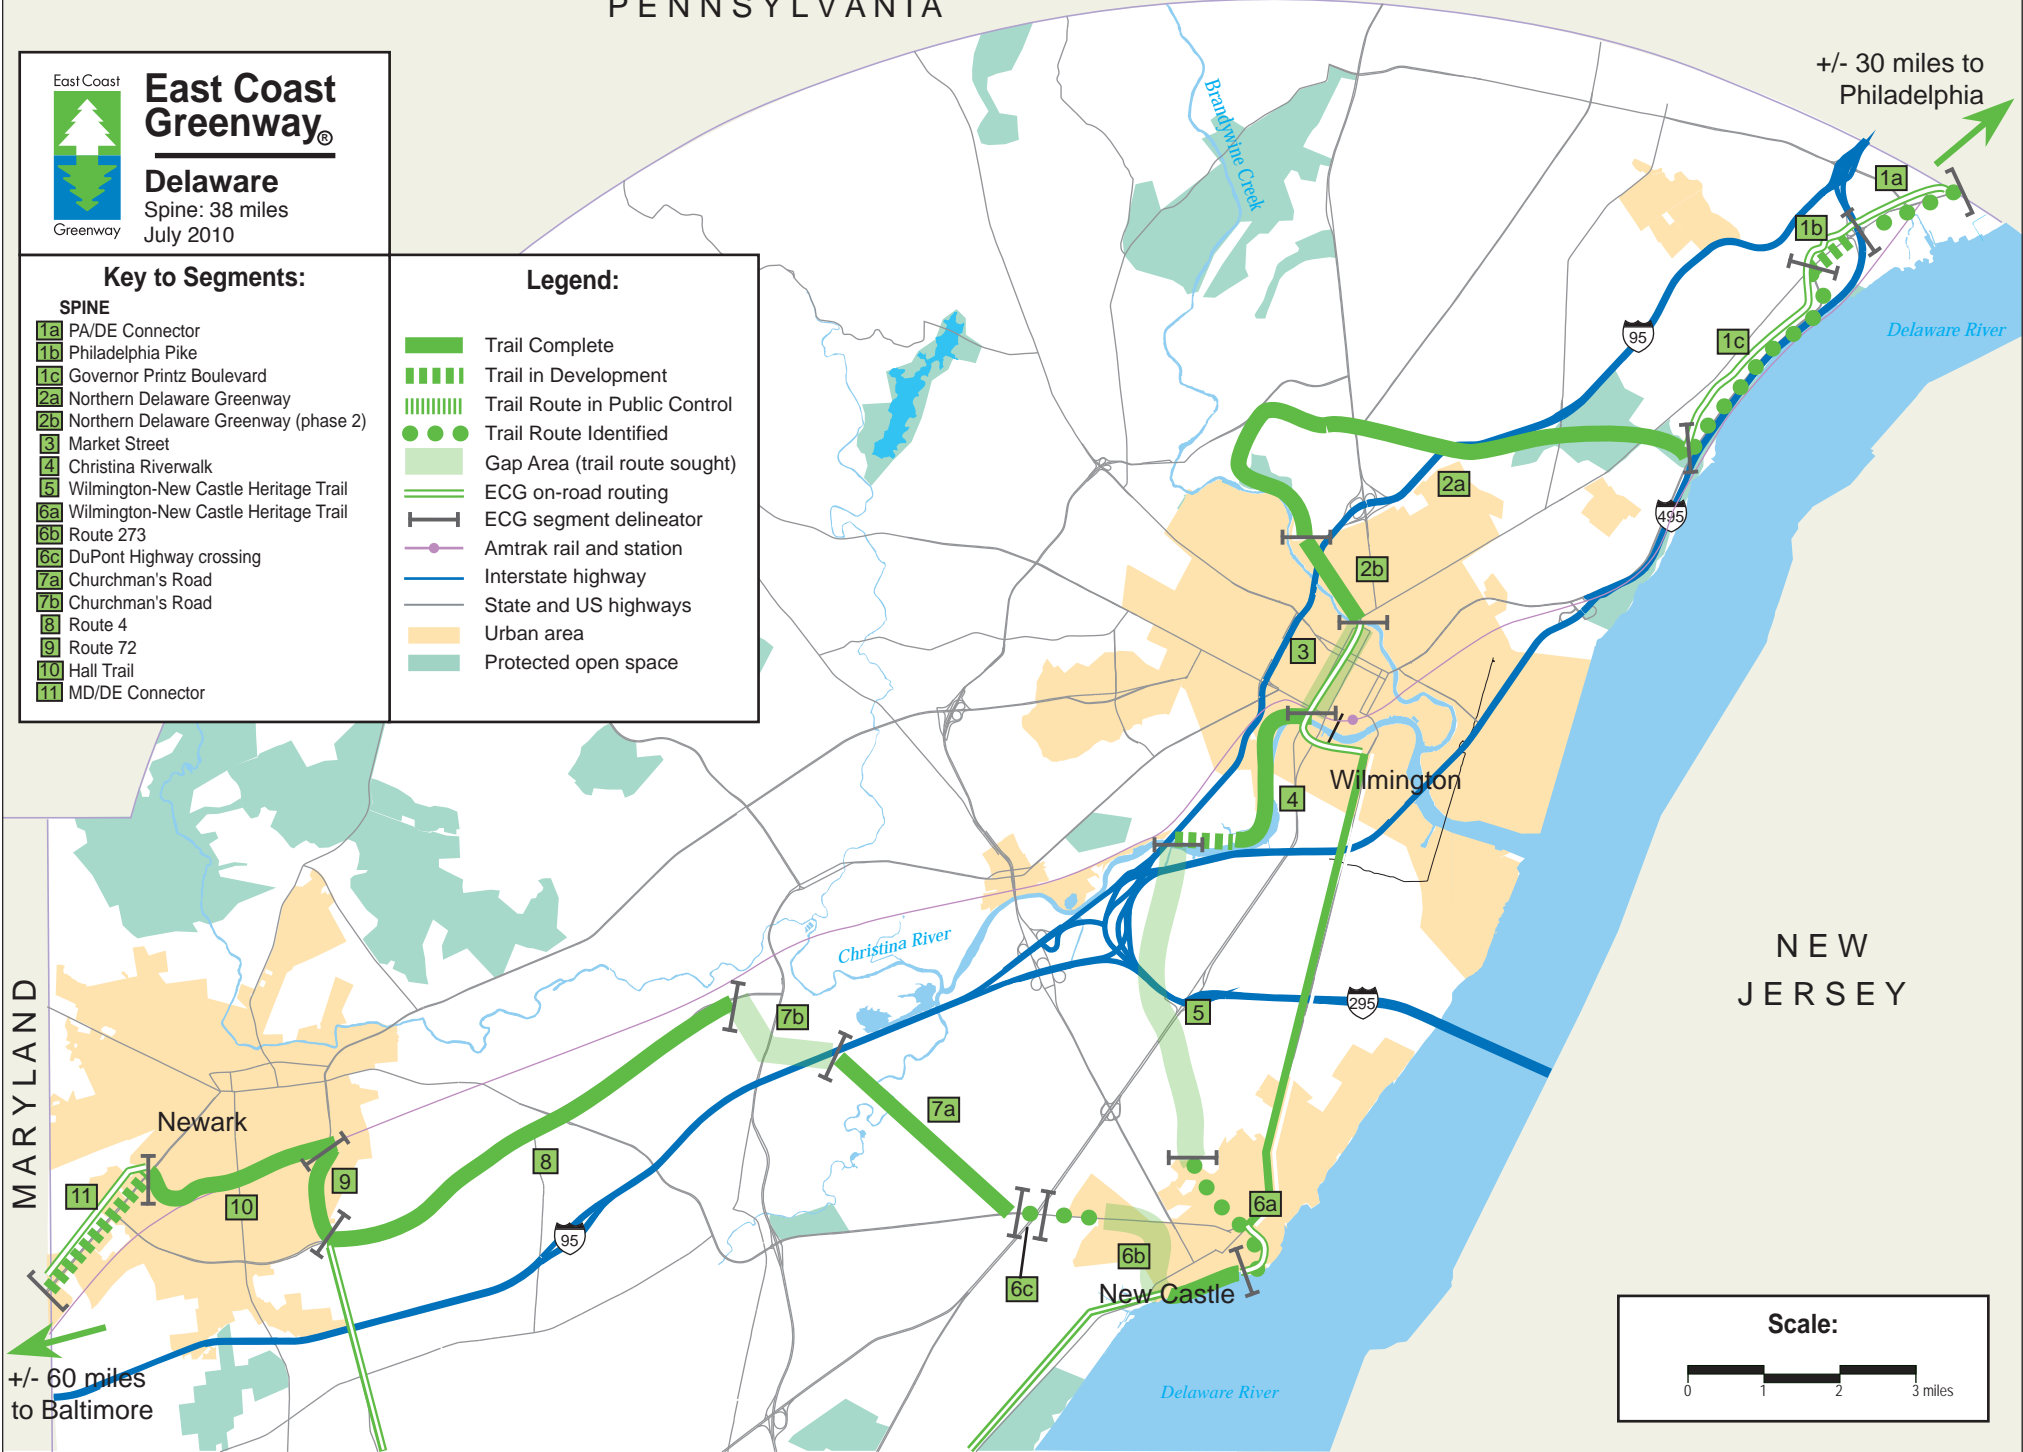 PENNSYLVANIA
East Coast
Greenway
East Coast
Greenway®
Delaware
Spine: 38 miles
July 2010
Key to Segments:
SPINE
1a PA/DE Connector
1b Philadelphia Pike
1c Governor Printz Boulevard
2a Northern Delaware Greenway
2b Northern Delaware Greenway (phase 2)
3 Market Street
4 Christina Riverwalk
5 Wilmington-New Castle Heritage Trail
6a Wilmington-New Castle Heritage Trail
6b Route 273
6c DuPont Highway crossing
7a Churchman's Road
7b Churchman's Road
8 Route 4
9 Route 72
10 Hall Trail
11 MD/DE Connector
Legend:
Trail Complete
Trail in Development
Trail Route in Public Control
Trail Route Identified
Gap Area (trail route sought)
ECG on-road routing
ECG segment delineator
Amtrak rail and station
Interstate highway
State and US highways
Urban area
Protected open space
+/- 30 miles to
Philadelphia
Brandywine Creek
1a
1b
1c
95
Delaware River
2a
495
2b
3
Wilmington
4
Christina River
NEW
JERSEY
5
295
7b
7a
MARYLAND
Newark
8
9
10
11
95
6a
6b
6c
New Castle
+/- 60 miles
to Baltimore
Delaware River
Scale:
0 1 2 3 miles